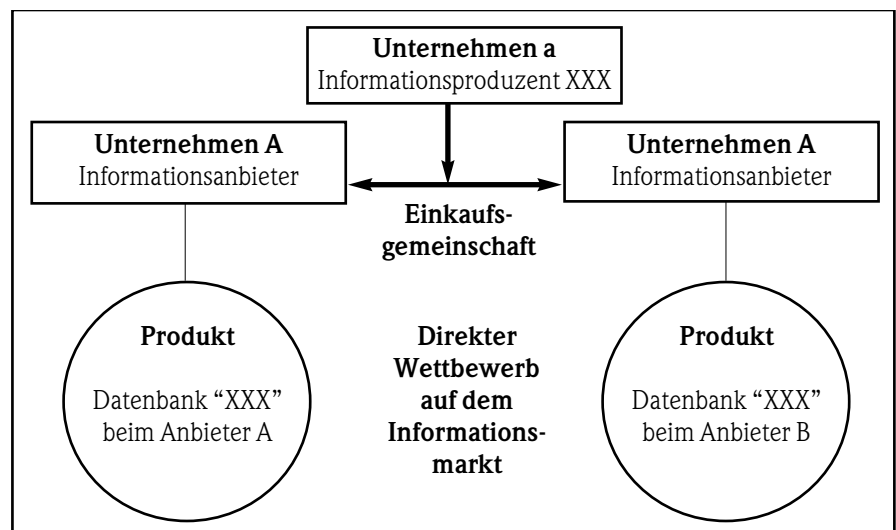 Unternehmen a
Informationsproduzent XXX
Unternehmen A
Informationsanbieter
Unternehmen A
Informationsanbieter
Einkaufs-
gemeinschaft
Produkt
Datenbank “XXX”
beim Anbieter A
Direkter
Wettbewerb
auf dem
Informations-
markt
Produkt
Datenbank “XXX”
beim Anbieter B